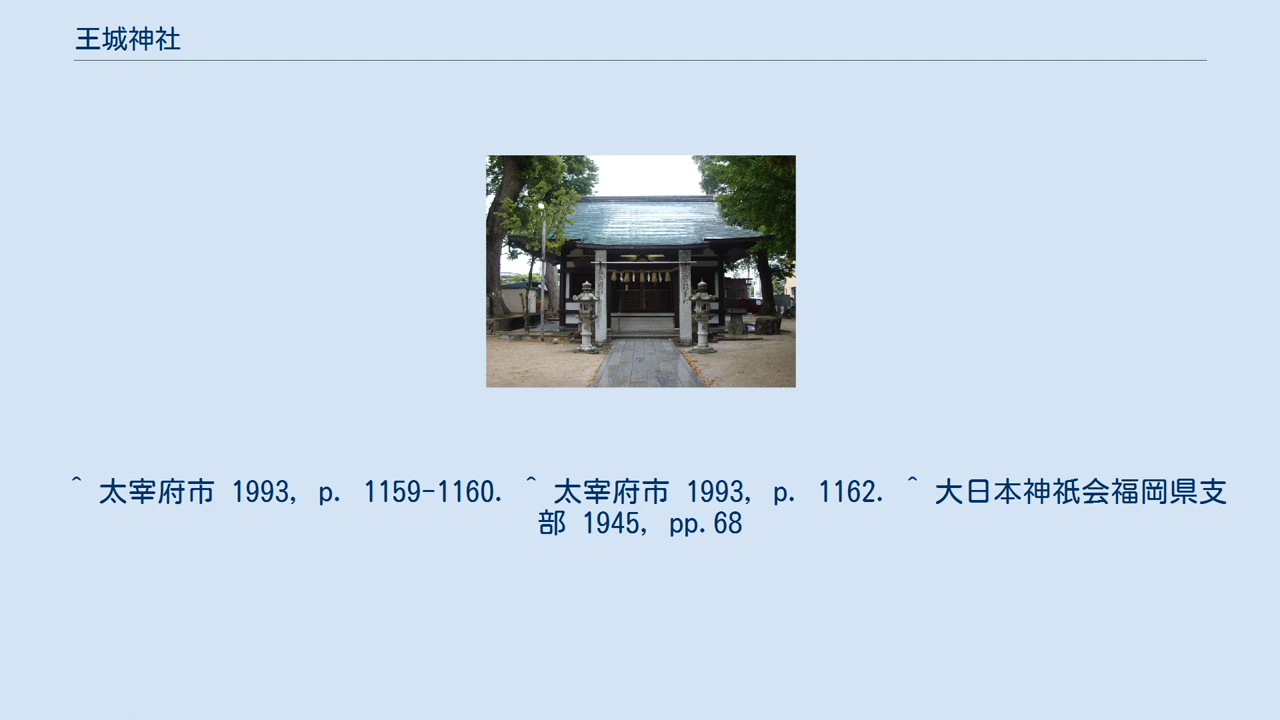 王城神社
^ 太宰府市 1993, p. 1159-1160. ^ 太宰府市 1993, p. 1162. ^ 大日本神祇会福岡県支
部 1945, pp.68